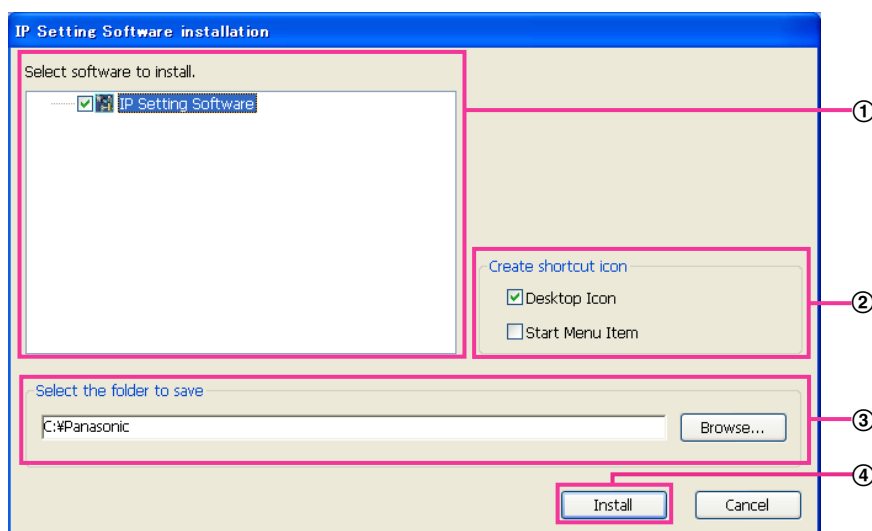 IP Setting Software installation
Select software to install.
IP Setting Software
①
Create shortcut icon
Desktop Icon
②
Start Menu Item
Select the folder to save
C:¥Panasonic
Browse...
③
④
Install
Cancel